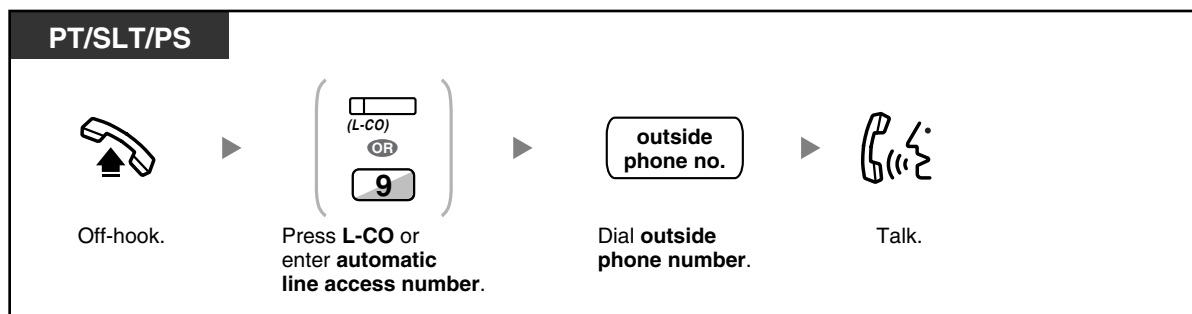 PT/SLT/PS
(L-CO)
OR
9
outside
phone no.
Off-hook.
Press L-CO or
enter automatic
line access number.
Dial outside
phone number.
Talk.